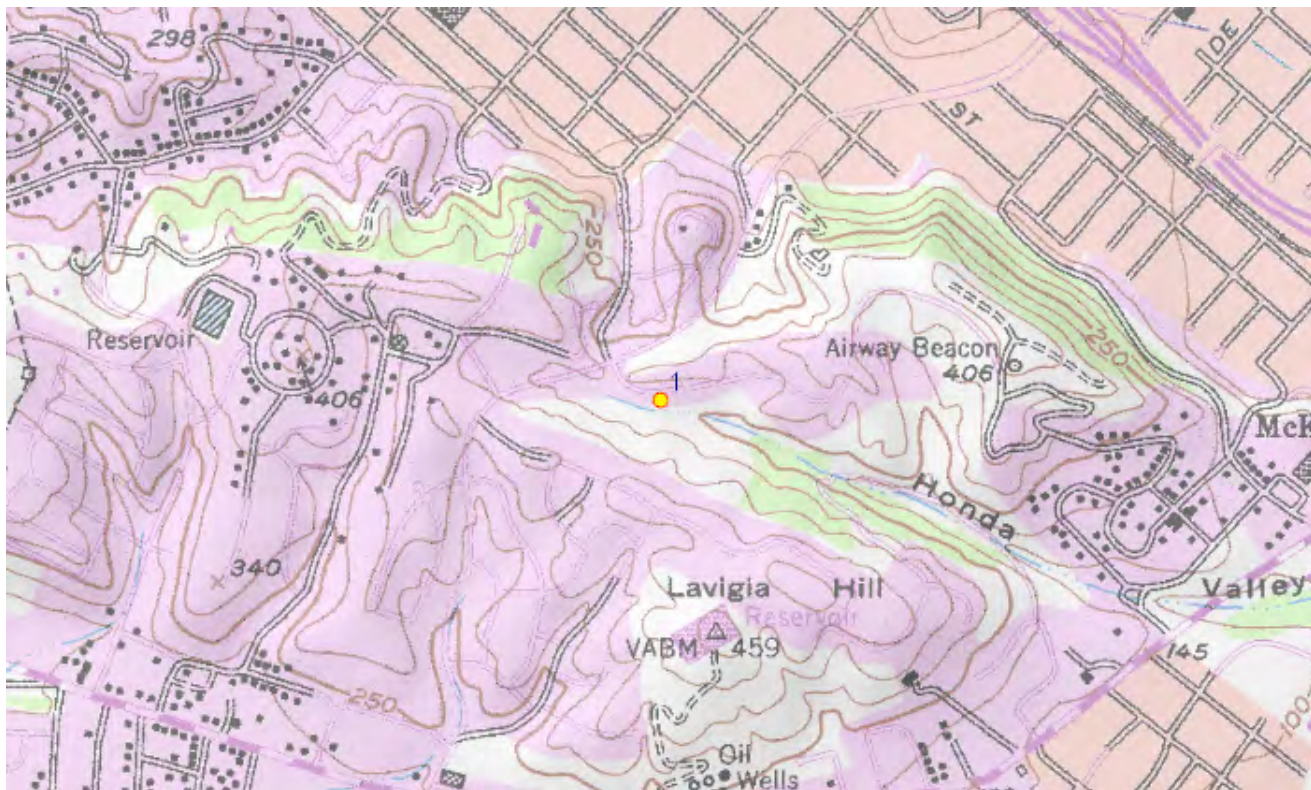 298
DE
ST
250
Reservoir
406
1
Airway Beacon
406
250
McK
Honda
Valley
340
Lavigia Hill
Reservoir
VABM 459
145
250
Oil
Wells